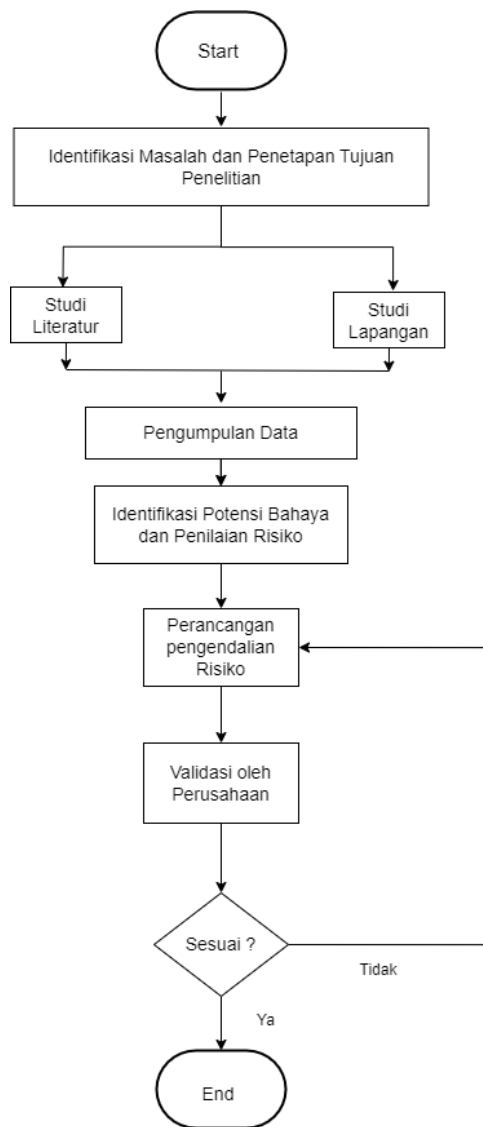 Start
Identifikasi Masalah dan Penetapan Tujuan
Penelitian
Studi
Literatur
Studi
Lapangan
Pengumpulan Data
Identifikasi Potensi Bahaya
dan Penilaian Risiko
Perancangan
pengendalian
Risiko
Validasi oleh
Perusahaan
Sesuai ?
Tidak
Ya
End